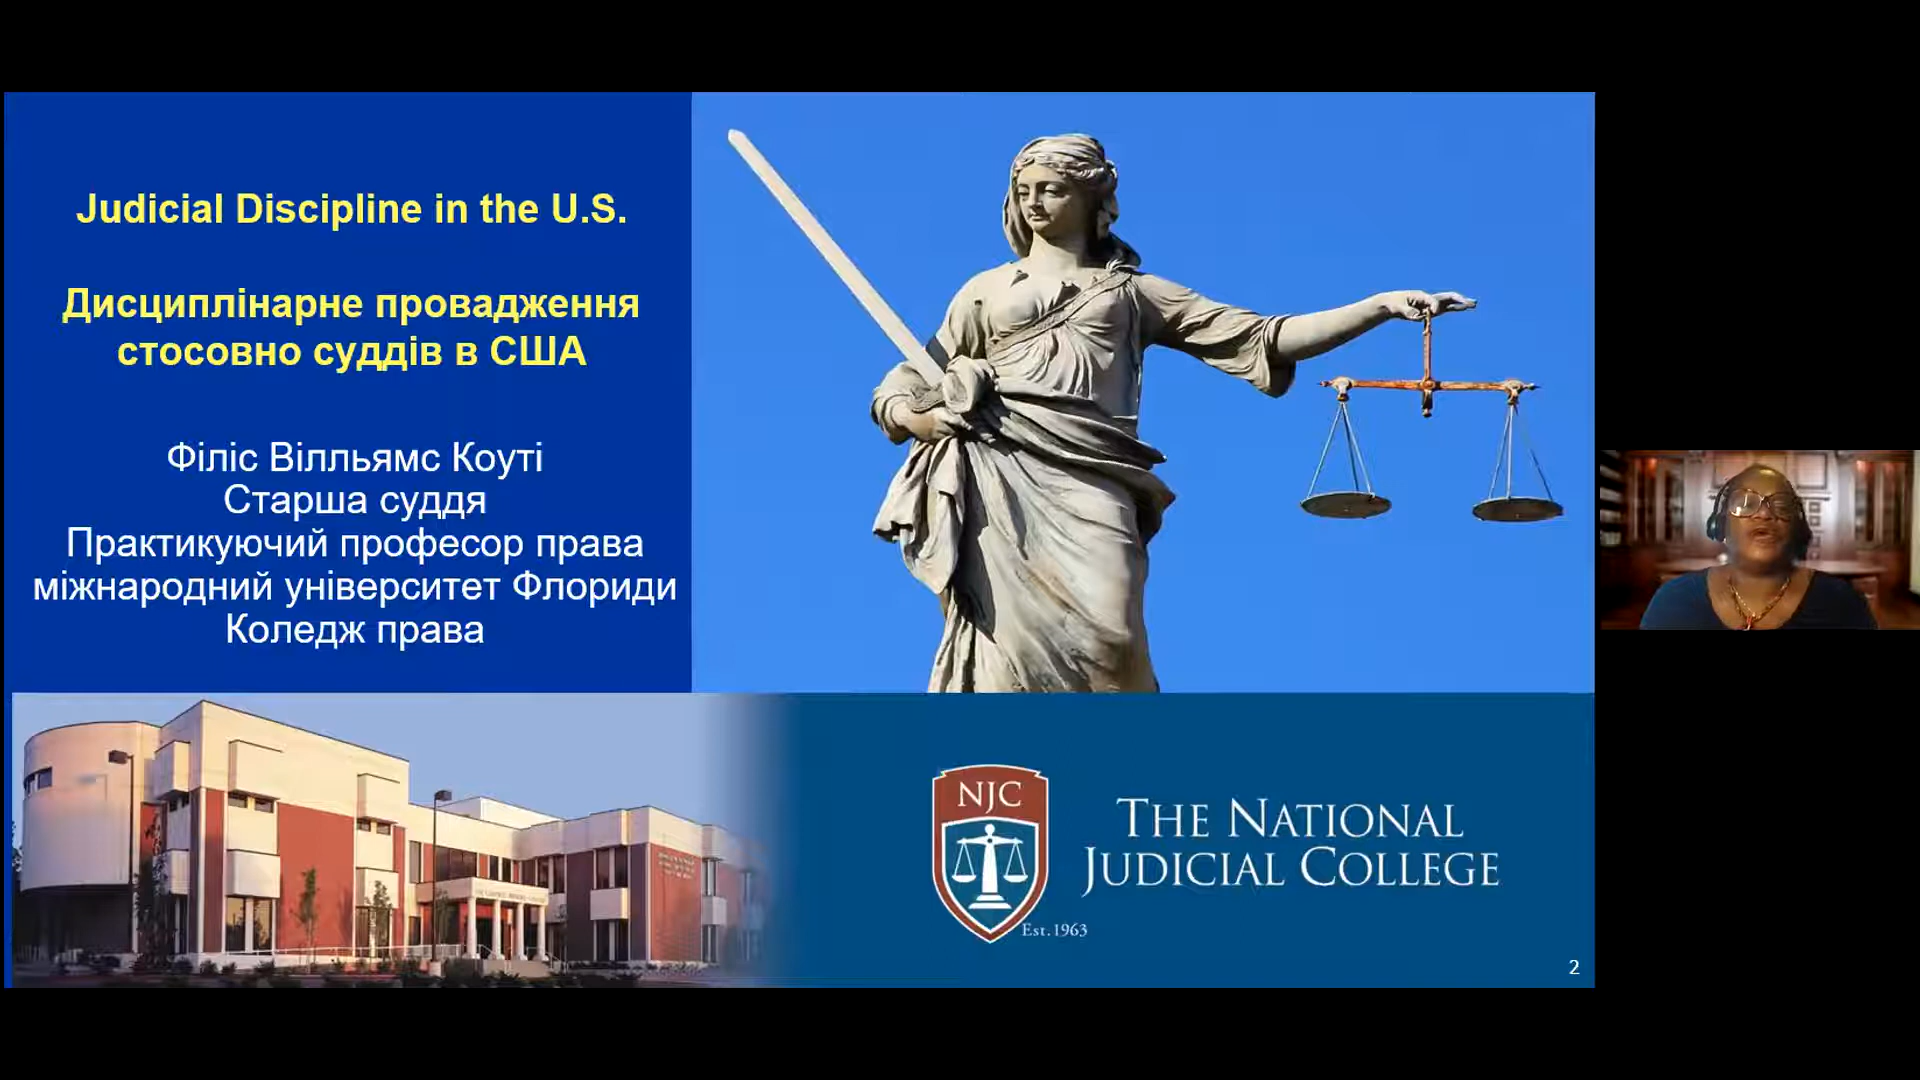 Judicial Discipline in the U.S.
Дисциплінарне провадження
стосовно суддів в США
Філіс Вілльямс Коуті
Старша суддя
Практикуючий професор права
міжнародний університет Флориди
Коледж права
NJC
Est.1963
THE NATIONAL
JUDICIAL COLLEGE
2